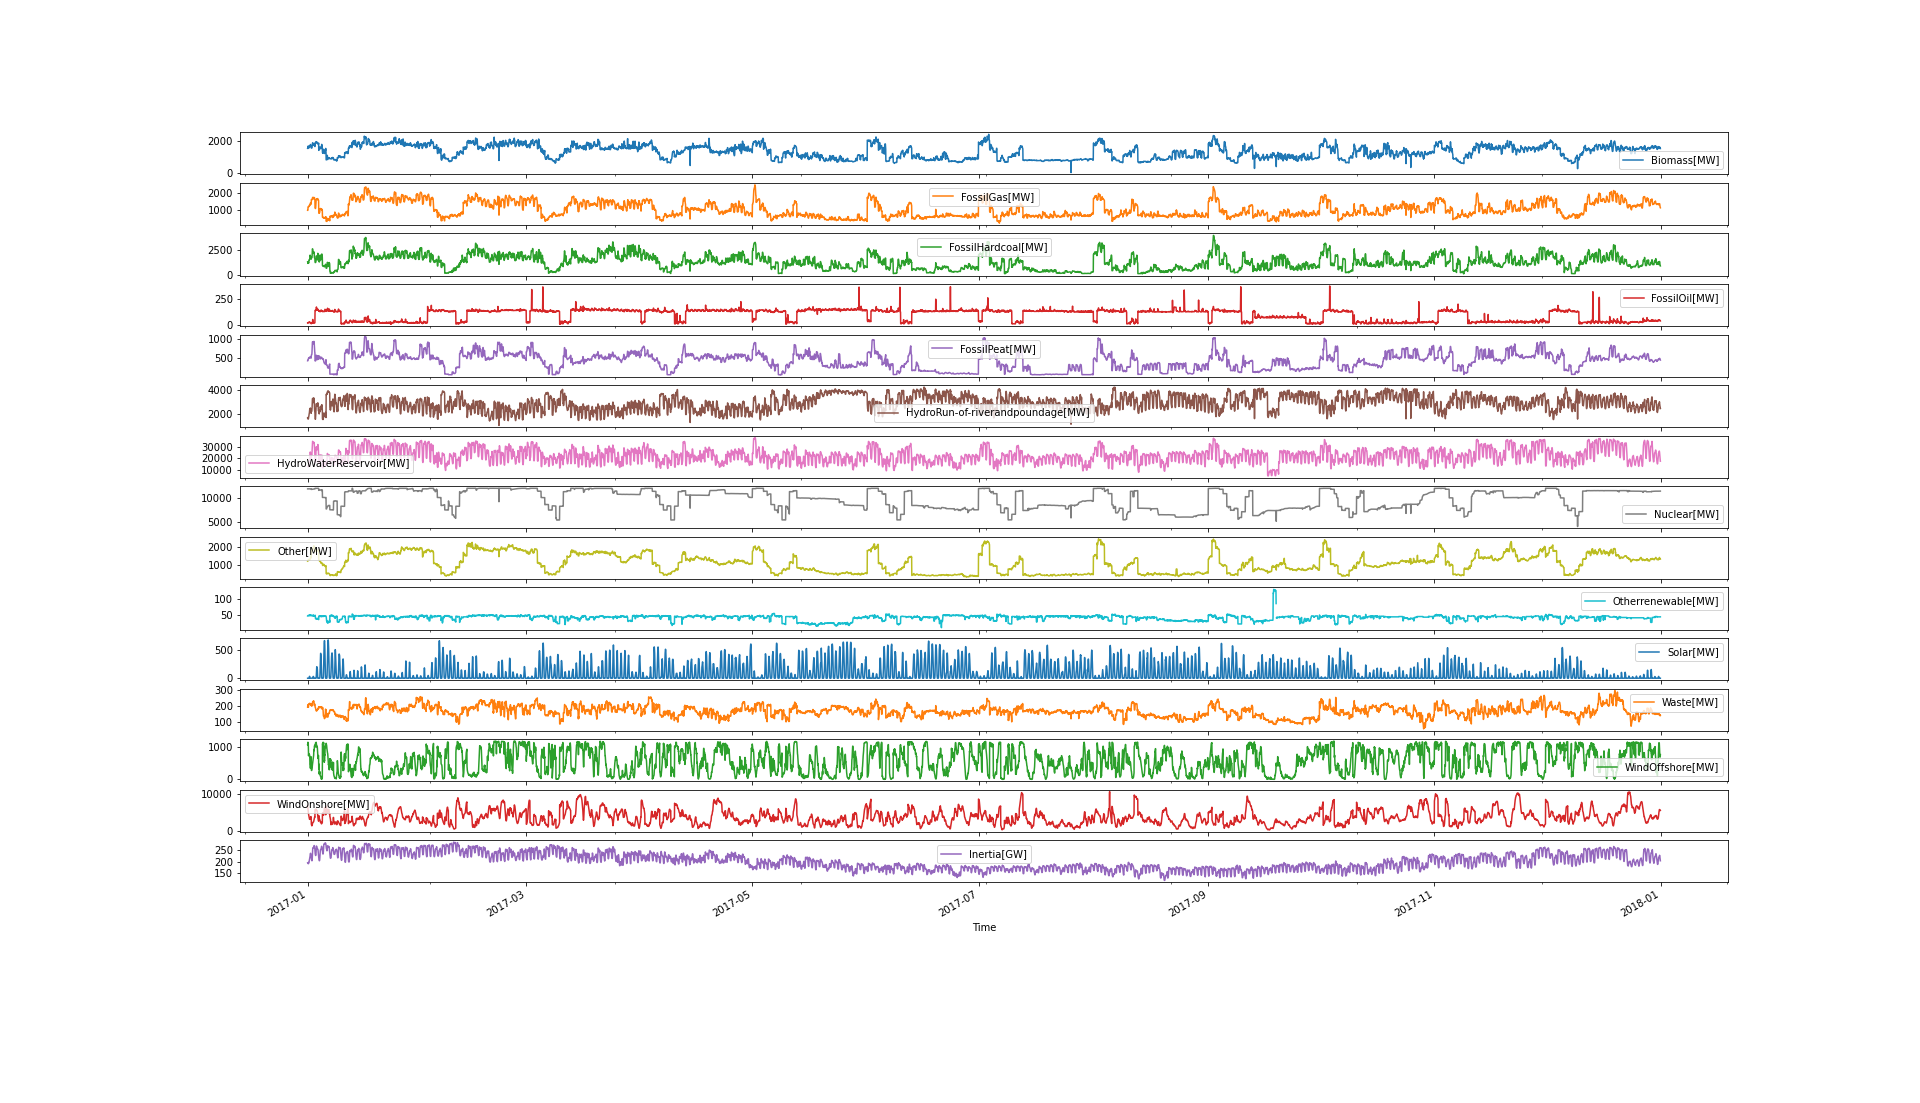 2000
0
Biomass[MW]
2000
1000
FossilGas[MW]
2500
0
FossilHardcoal[MW]
250
0
FossilOil[MW]
1000
500
FossilPeat[MW]
4000
2000
HydroRun-of-riverandpoundage[MW]
30000
20000
10000
HydroWaterReservoir[MW]
10000
5000
Nuclear[MW]
2000
1000
Other[MW]
100
50
Otherrenewable[MW]
500
0
Solar[MW]
300
200
100
Waste[MW]
1000
0
WindOffshore[MW]
10000
0
WindOnshore[MW]
250
200
150
Inertia[GW]
2017-01
2017-03
2017-05
2017-07
2017-09
2017-11
2018-01
Time